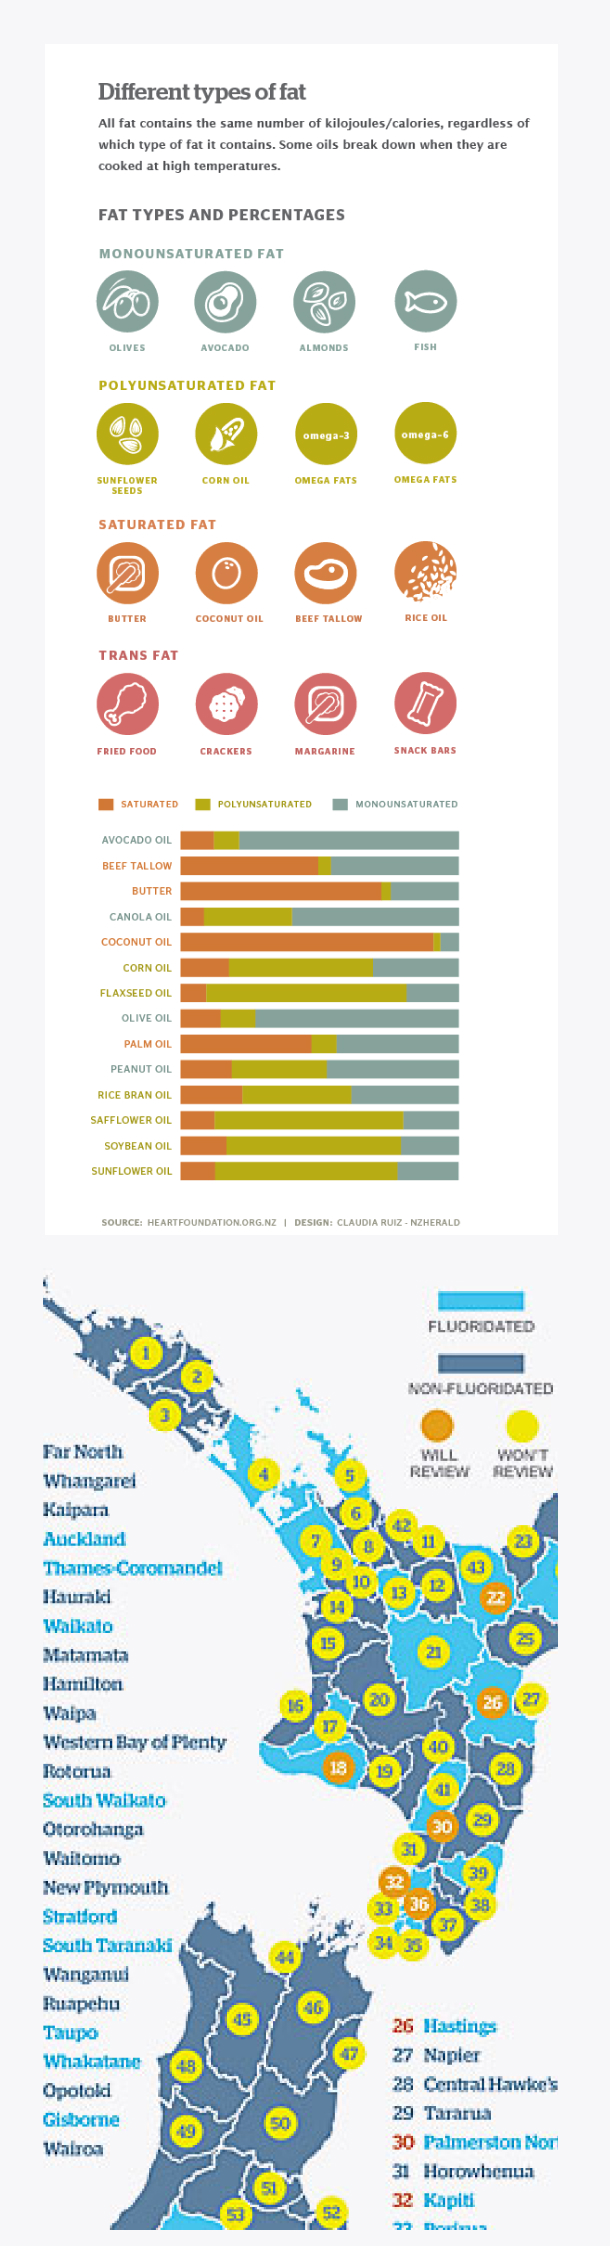 Different types of fat
All fat contains the same number of kilojoules/calories, regardless of
which type of fat it contains. Some oils break down when they are
cooked at high temperatures.
FAT TYPES AND PERCENTAGES
MONOUNSATURATED FAT
OLIVES AVOCADO ALMONDS FISH
POLYUNSATURATED FAT
omega-3 omega-6
SUNFLOWER SEEDS CORN OIL OMEGA FATS OMEGA FATS
SATURATED FAT
BUTTER COCONUT OIL BEEF TALLOW RICE OIL
TRANS FAT
FRIED FOOD CRACKERS MARGARINE SNACK BARS
SATURATED POLYUNSATURATED MONOUNSATURATED
AVOCADO OIL
BEEF TALLOW
BUTTER
CANOLA OIL
COCONUT OIL
CORN OIL
FLAXSEED OIL
OLIVE OIL
PALM OIL
PEANUT OIL
RICE BRAN OIL
SAFFLOWER OIL
SOYBEAN OIL
SUNFLOWER OIL
SOURCE: HEARTFOUNDATION.ORG.NZ | DESIGN: CLAUDIA RUIZ - NZHERALD
FLUORIDATED
NON-FLUORIDATED
WILL REVIEW
WON'T REVIEW
Far North
Whangarei
Kaipara
Auckland
Thames-Coromandel
Hauraki
Waikato
Matamata
Hamilton
Waipa
Western Bay of Plenty
Rotorua
South Waikato
Otorohanga
Waitomo
New Plymouth
Stratford
South Taranaki
Wanganui
Ruapehu
Taupo
Whakatane
Opotoki
Gisborne
Wairoa
1
2
3
4
5
6
42
7
8
11
23
9
43
10
13
12
22
14
15
25
21
16
20
26
27
17
40
18
19
28
41
29
30
31
39
32
36
33
38
37
34
35
44
46
45
47
48
50
49
51
53
52
26 Hastings
27 Napier
28 Central Hawke's
29 Tararua
30 Palmerston Nor
31 Horowhenua
32 Kapiti